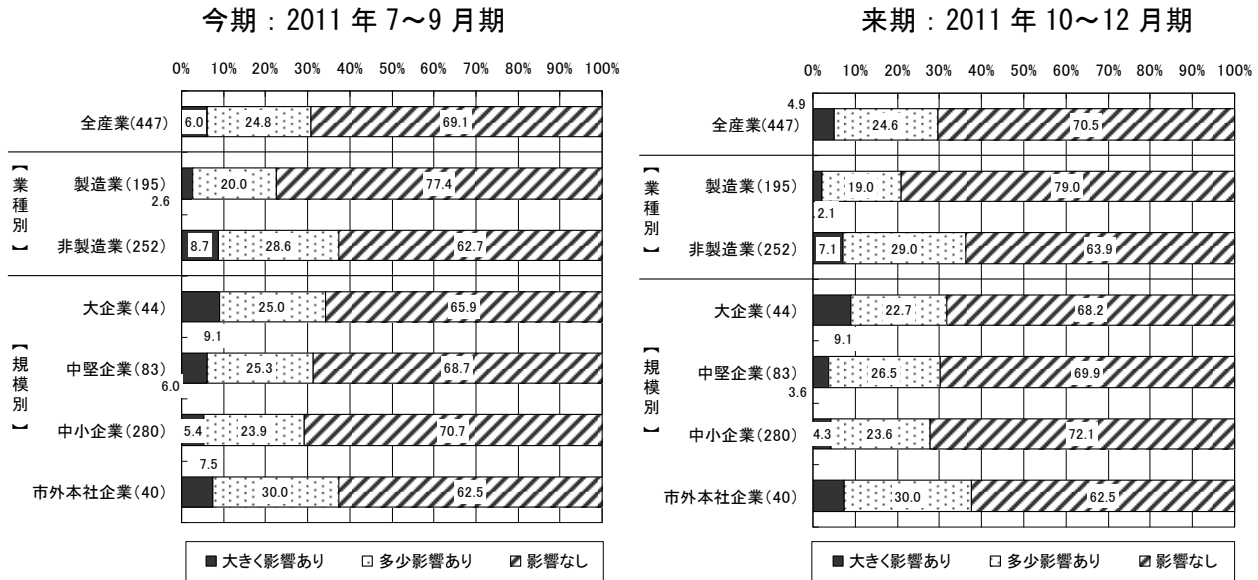 今期：2011 年 7～9 月期
0% 10% 20% 30% 40% 50% 60% 70% 80% 90% 100%
全産業(447) 6.0 24.8 69.1
【業種別】
製造業(195) 20.0 77.4
2.6
非製造業(252) 8.7 28.6 62.7
【規模別】
大企業(44) 25.0 65.9
9.1
中堅企業(83) 25.3 68.7
6.0
中小企業(280) 5.4 23.9 70.7
7.5
市外本社企業(40) 30.0 62.5
■大きく影響あり □多少影響あり 影響なし
来期：2011 年 10～12 月期
0% 10% 20% 30% 40% 50% 60% 70% 80% 90% 100%
4.9
全産業(447) 24.6 70.5
【業種別】
製造業(195) 19.0 79.0
2.1
非製造業(252) 7.1 29.0 63.9
【規模別】
大企業(44) 22.7 68.2
9.1
中堅企業(83) 26.5 69.9
3.6
中小企業(280) 4.3 23.6 72.1
市外本社企業(40) 30.0 62.5
■大きく影響あり □多少影響あり 影響なし